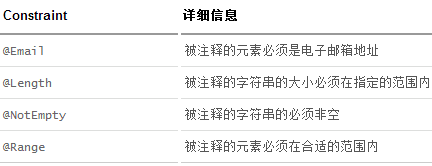 Constraint 详细信息
@Email 被注释的元素必须是电子邮箱地址
@Length 被注释的字符串的大小必须在指定的范围内
@NotEmpty 被注释的字符串的必须非空
@Range 被注释的元素必须在合适的范围内